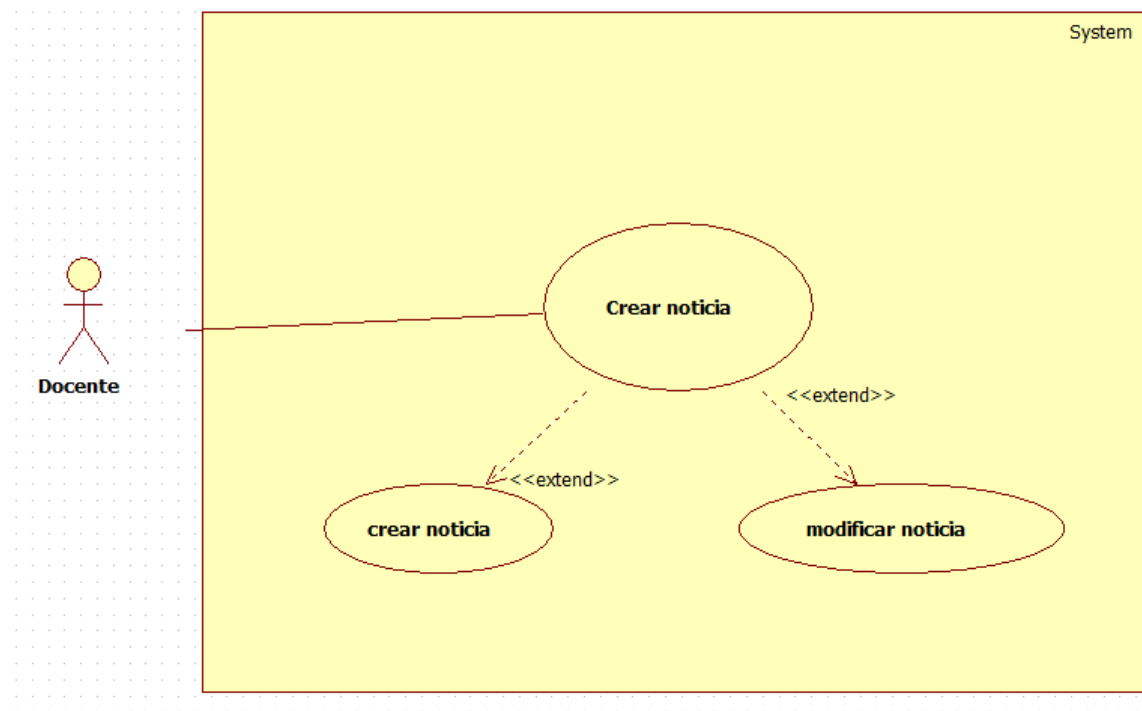 System
Crear noticia
Docente
<<extend>>
<<extend>>
crear noticia
modificar noticia